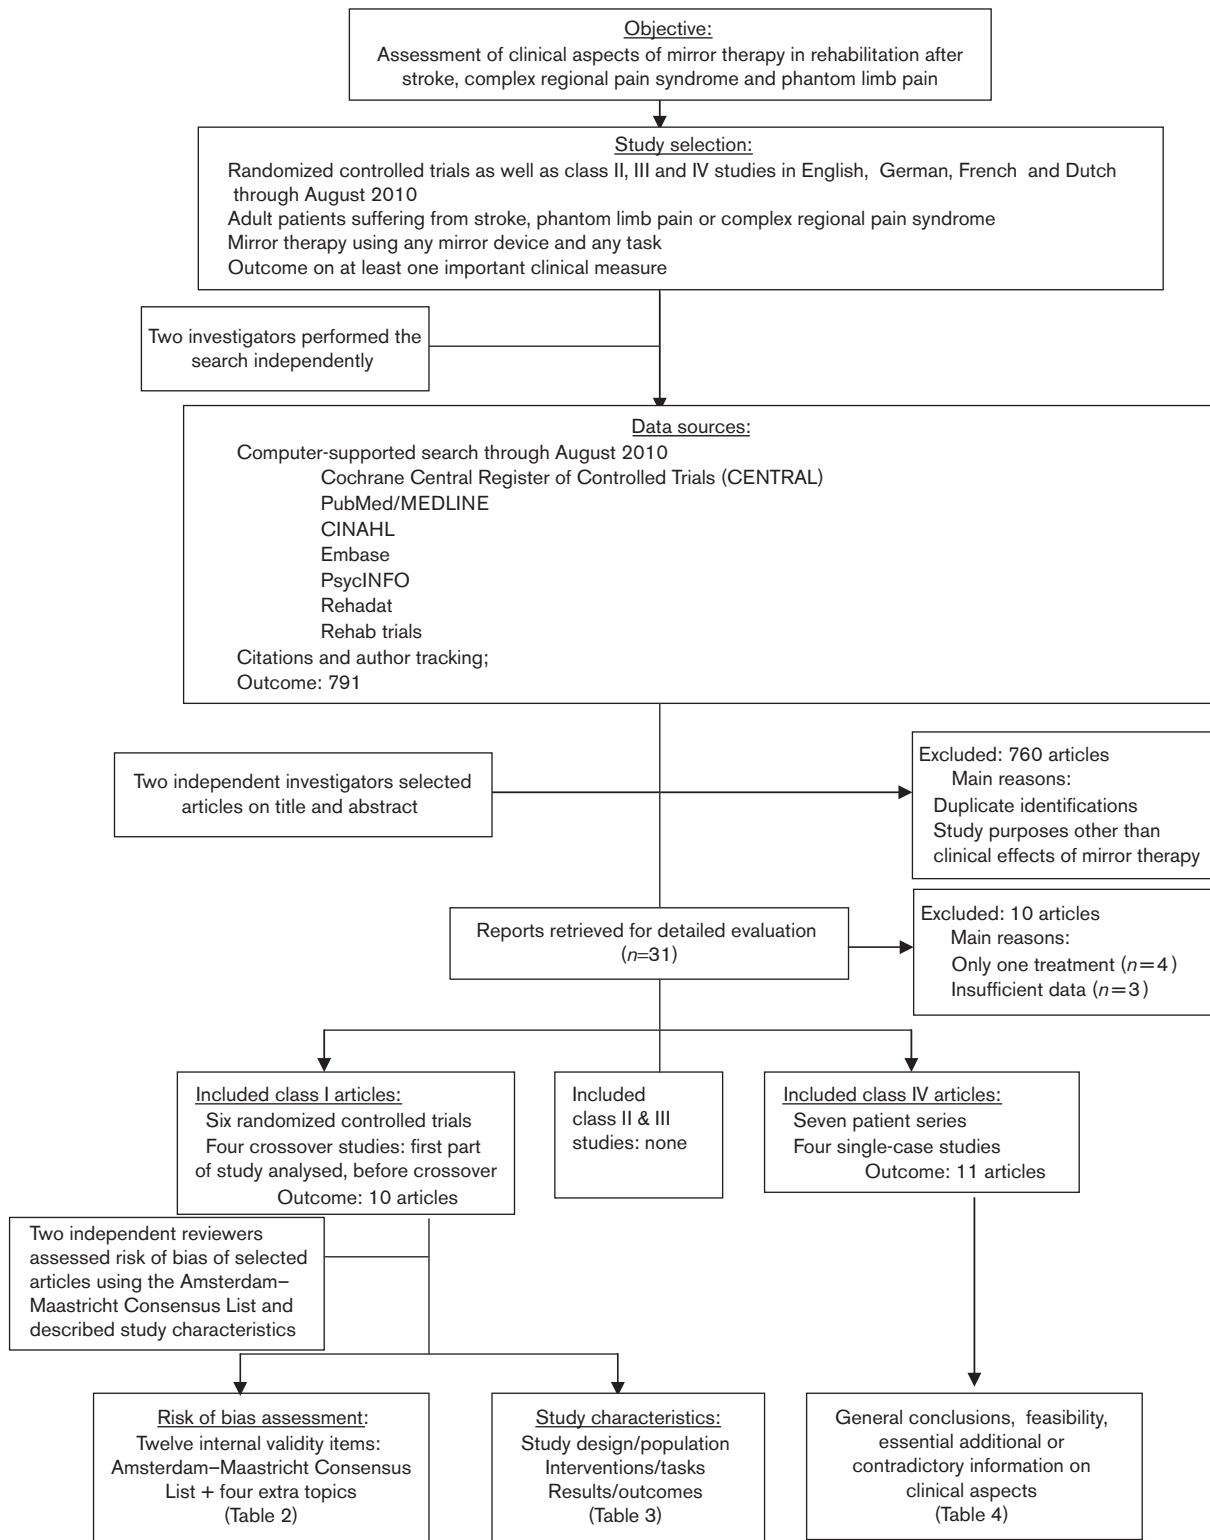 Objective:
Assessment of clinical aspects of mirror therapy in rehabilitation after
stroke, complex regional pain syndrome and phantom limb pain
Study selection:
Randomized controlled trials as well as class II, III and IV studies in English, German, French and Dutch
through August 2010
Adult patients suffering from stroke, phantom limb pain or complex regional pain syndrome
Mirror therapy using any mirror device and any task
Outcome on at least one important clinical measure
Two investigators performed the
search independently
Data sources:
Computer-supported search through August 2010
Cochrane Central Register of Controlled Trials (CENTRAL)
PubMed/MEDLINE
CINAHL
Embase
PsycINFO
Rehadat
Rehab trials
Citations and author tracking;
Outcome: 791
Two independent investigators selected
articles on title and abstract
Excluded: 760 articles
Main reasons:
Duplicate identifications
Study purposes other than
clinical effects of mirror therapy
Reports retrieved for detailed evaluation
(n=31)
Excluded: 10 articles
Main reasons:
Only one treatment (n=4)
Insufficient data (n=3)
Included class I articles:
Six randomized controlled trials
Four crossover studies: first part
of study analysed, before crossover
Outcome: 10 articles
Included
class II & III
studies: none
Included class IV articles:
Seven patient series
Four single-case studies
Outcome: 11 articles
Two independent reviewers
assessed risk of bias of selected
articles using the Amsterdam–
Maastricht Consensus List and
described study characteristics
Risk of bias assessment:
Twelve internal validity items:
Amsterdam–Maastricht Consensus
List + four extra topics
(Table 2)
Study characteristics:
Study design/population
Interventions/tasks
Results/outcomes
(Table 3)
General conclusions, feasibility,
essential additional or
contradictory information on
clinical aspects
(Table 4)